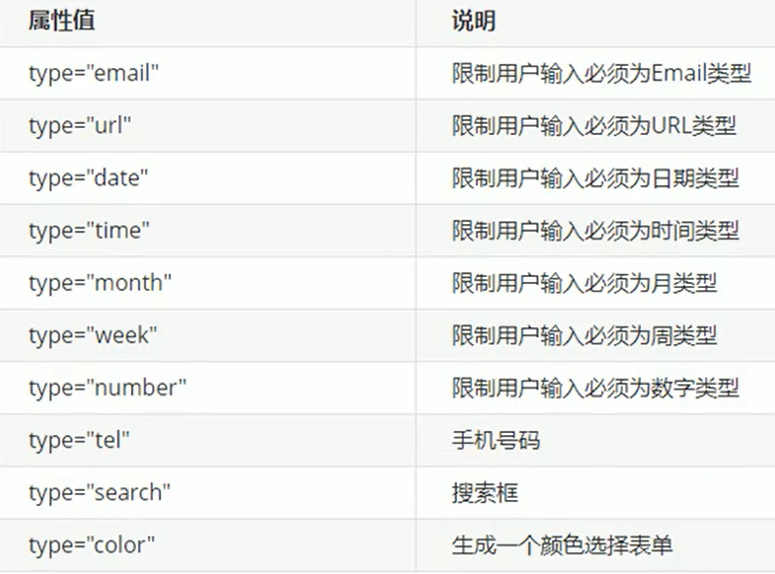 属性值 说明
type="email" 限制用户输入必须为Email类型
type="url" 限制用户输入必须为URL类型
type="date" 限制用户输入必须为日期类型
type="time" 限制用户输入必须为时间类型
type="month" 限制用户输入必须为月类型
type="week" 限制用户输入必须为周类型
type="number" 限制用户输入必须为数字类型
type="tel" 手机号码
type="search" 搜索框
type="color" 生成一个颜色选择表单